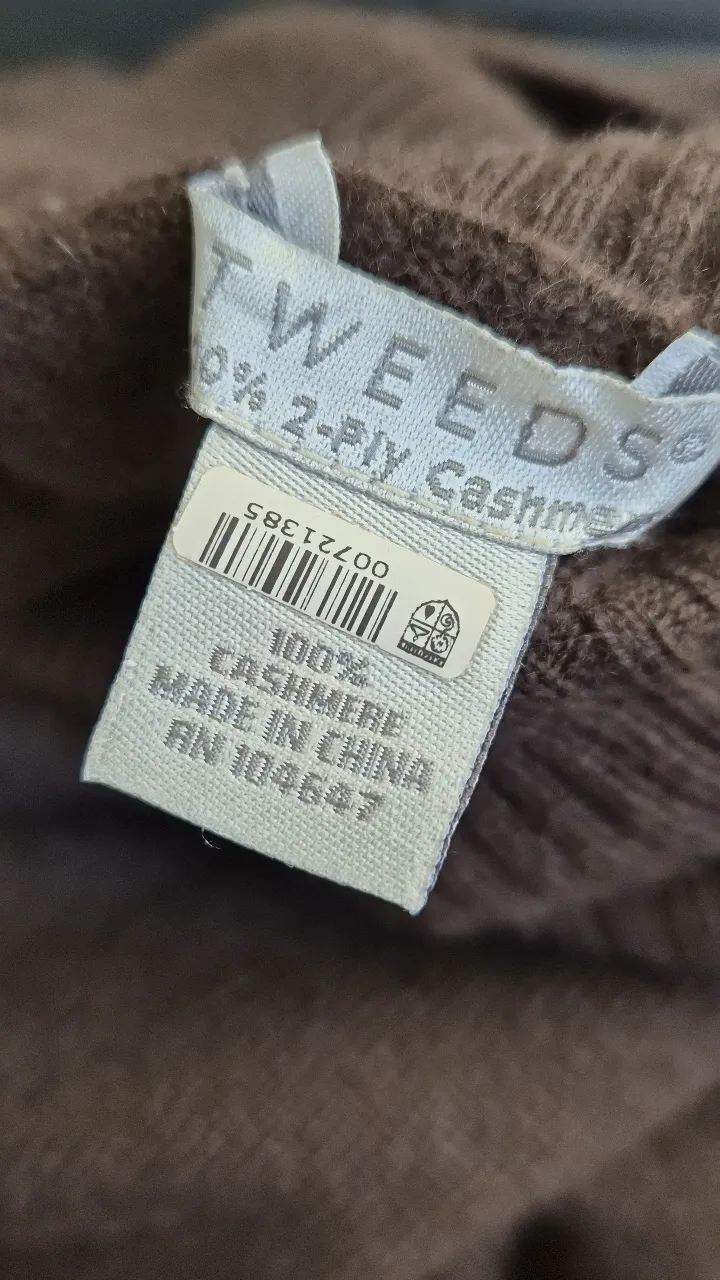 TWEEDS®
0% 2-Ply Cashme
00721385
100%
CASHMERE
MADE IN CHINA
RN 104647